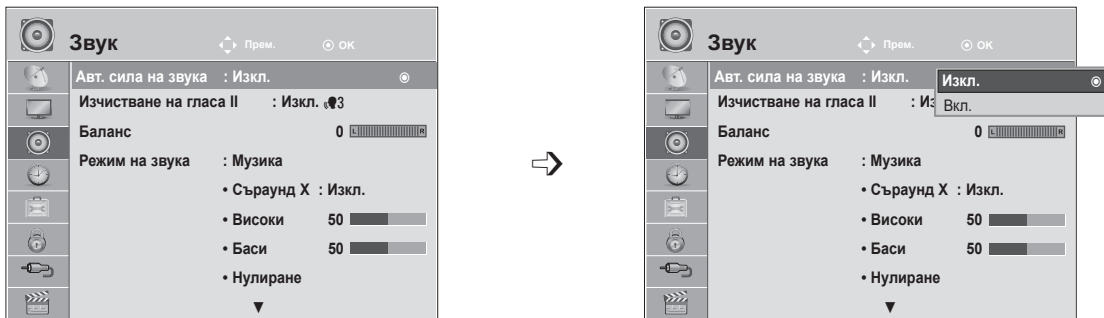 Звук Прем. OK
Авт. сила на звука : Изкл.
Изчистване на гласа II : Изкл. 3
Баланс 0 L R
Режим на звука : Музика
• Съраунд X : Изкл.
• Високи 50
• Баси 50
• Нулиране
▼
Звук Прем. OK
Авт. сила на звука : Изкл.
Изкл.
Вкл.
Изчистване на гласа II : Из
Баланс 0 L R
Режим на звука : Музика
• Съраунд X : Изкл.
• Високи 50
• Баси 50
• Нулиране
▼